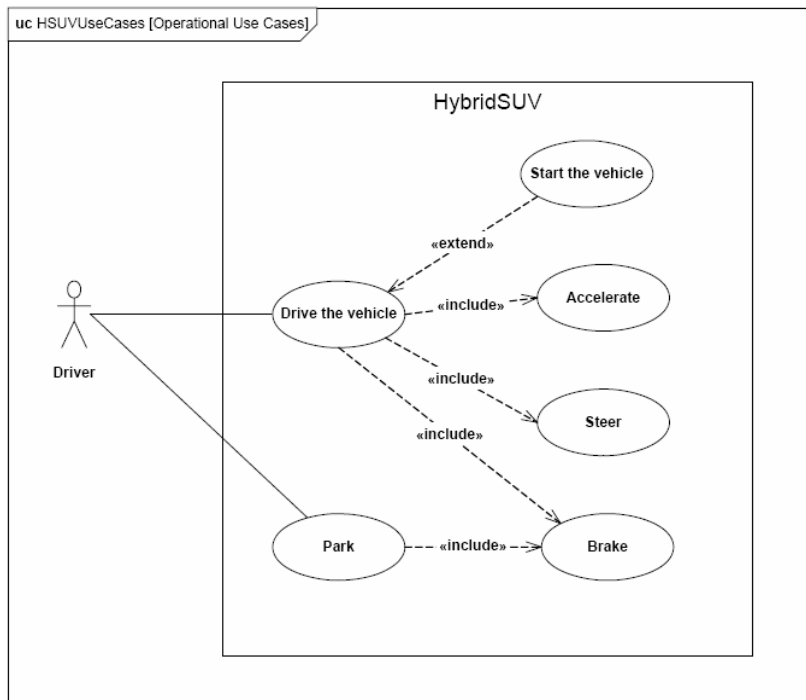 uc HSUVUseCases [Operational Use Cases]
HybridSUV
Start the vehicle
«extend»
Drive the vehicle
«include»
Accelerate
Driver
«include»
Steer
«include»
Park
«include»
Brake